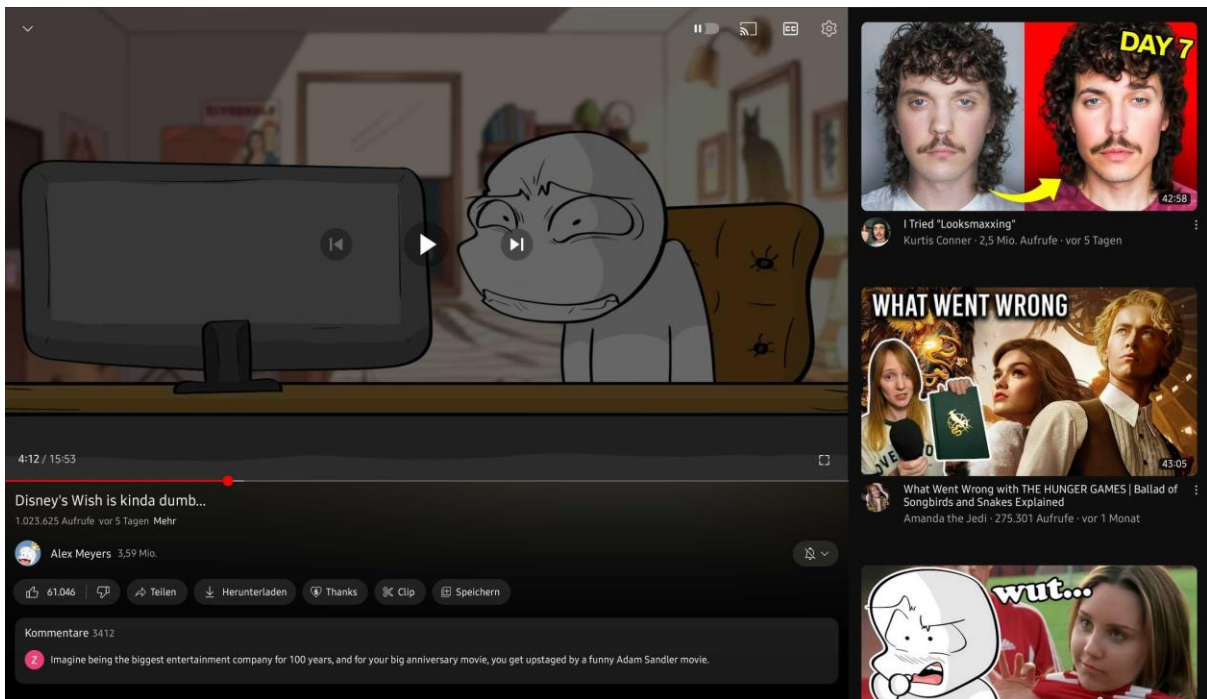 4:12 / 15:53
Disney's Wish is kinda dumb...
1.023.625 Aufrufe vor 5 Tagen Mehr
Alex Meyers 3,59 Mio.
61.046
Teilen
Herunterladen
Thanks
Clip
Speichern
Kommentare 3412
Z
Imagine being the biggest entertainment company for 100 years, and for your big anniversary movie, you get upstaged by a funny Adam Sandler movie.
CC
DAY 7
42:58
I Tried "Looksmaxxing"
Kurtis Conner · 2,5 Mio. Aufrufe · vor 5 Tagen
WHAT WENT WRONG
43:05
What Went Wrong with THE HUNGER GAMES | Ballad of
Songbirds and Snakes Explained
Amanda the Jedi · 275.301 Aufrufe · vor 1 Monat
wut...